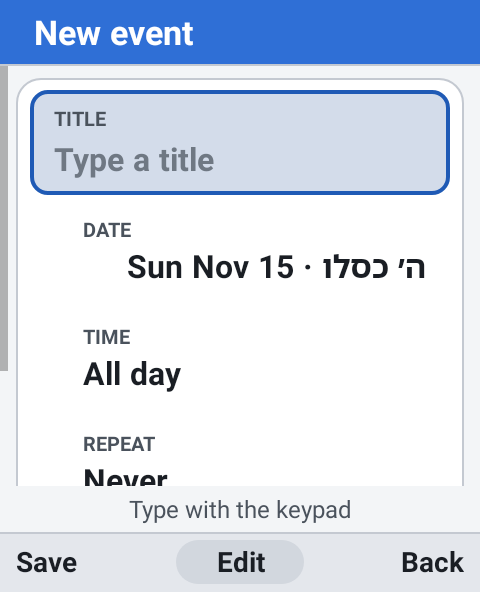 New event
TITLE
Type a title
DATE
Sun Nov 15 · ה׳ כסלו
TIME
All day
REPEAT
Never
Type with the keypad
Save
Edit
Back